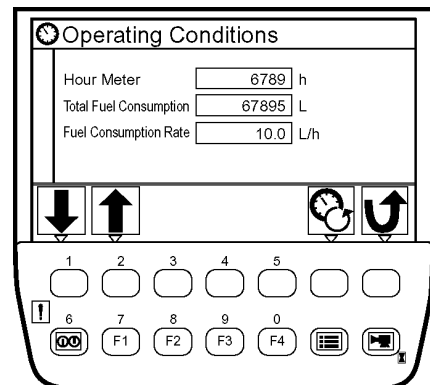 Operating Conditions
Hour Meter 6789 h
Total Fuel Consumption 67895 L
Fuel Consumption Rate 10.0 L/h
1 2 3 4 5
! 6 7 8 9 0
F1 F2 F3 F4